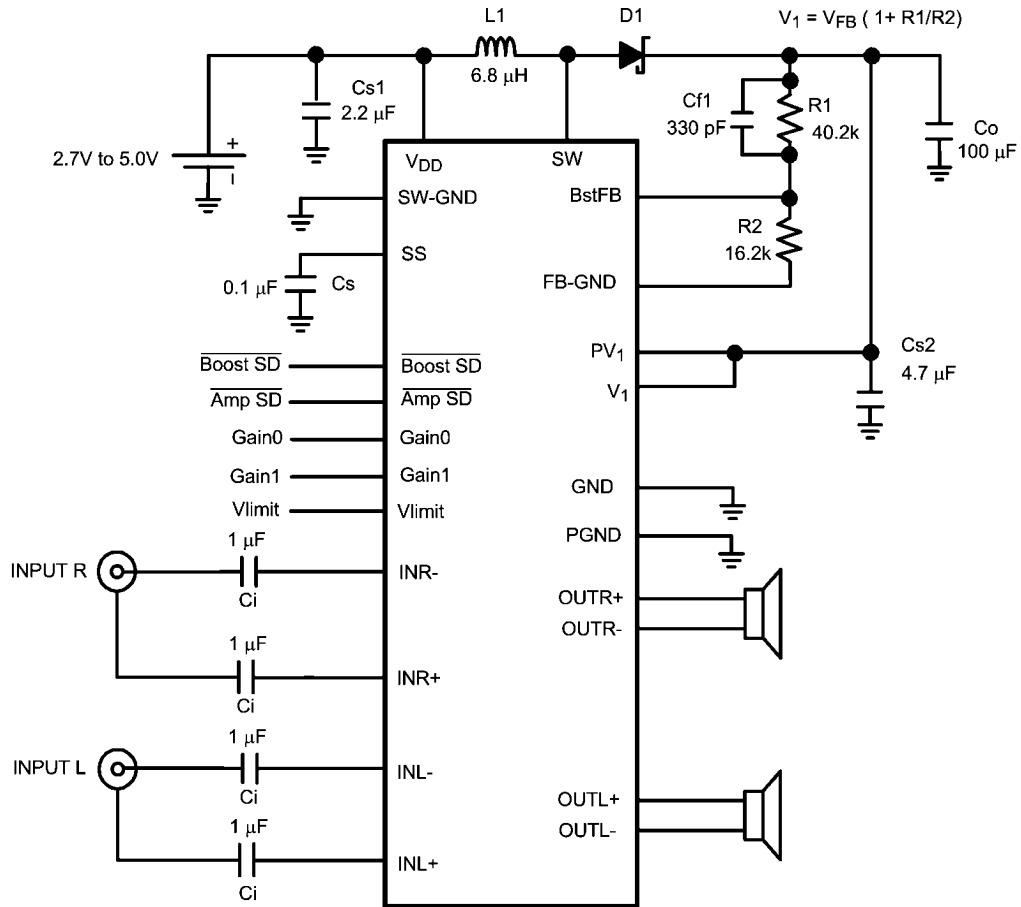 L1
D1
V₁ = V_FB ( 1+ R1/R2)
6.8 μH
Cs1
2.2 μF
Cf1
330 pF
R1
40.2k
Co
100 μF
2.7V to 5.0V
+
V_DD
SW
SW-GND
BstFB
R2
16.2k
SS
0.1 μF
Cs
FB-GND
Boost SD
Boost SD
PV₁
Cs2
4.7 μF
V₁
Amp SD
Amp SD
Gain0
Gain0
Gain1
Gain1
GND
Vlimit
Vlimit
PGND
1 μF
INPUT R
Ci
INR-
OUTR+
OUTR-
1 μF
Ci
INR+
1 μF
INPUT L
Ci
INL-
OUTL+
OUTL-
1 μF
Ci
INL+